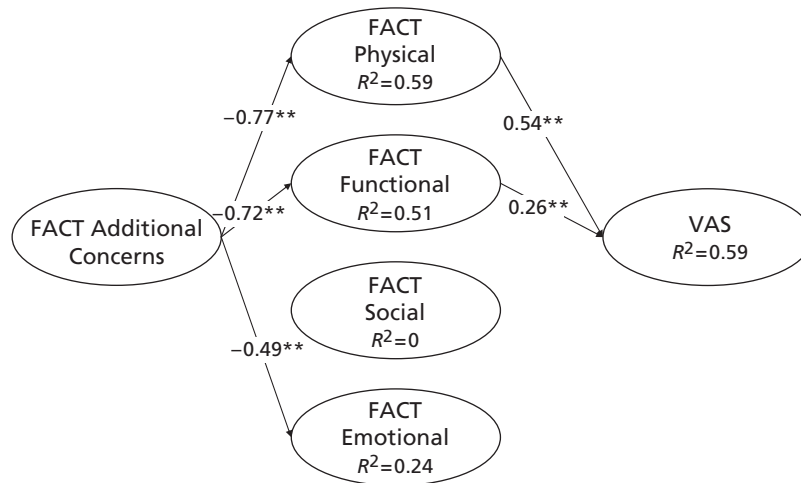 FACT
Physical
R²=0.59
−0.77**
0.54**
FACT
Functional
R²=0.51
−0.72**
0.26**
FACT Additional
Concerns
VAS
R²=0.59
FACT
Social
R²=0
−0.49**
FACT
Emotional
R²=0.24